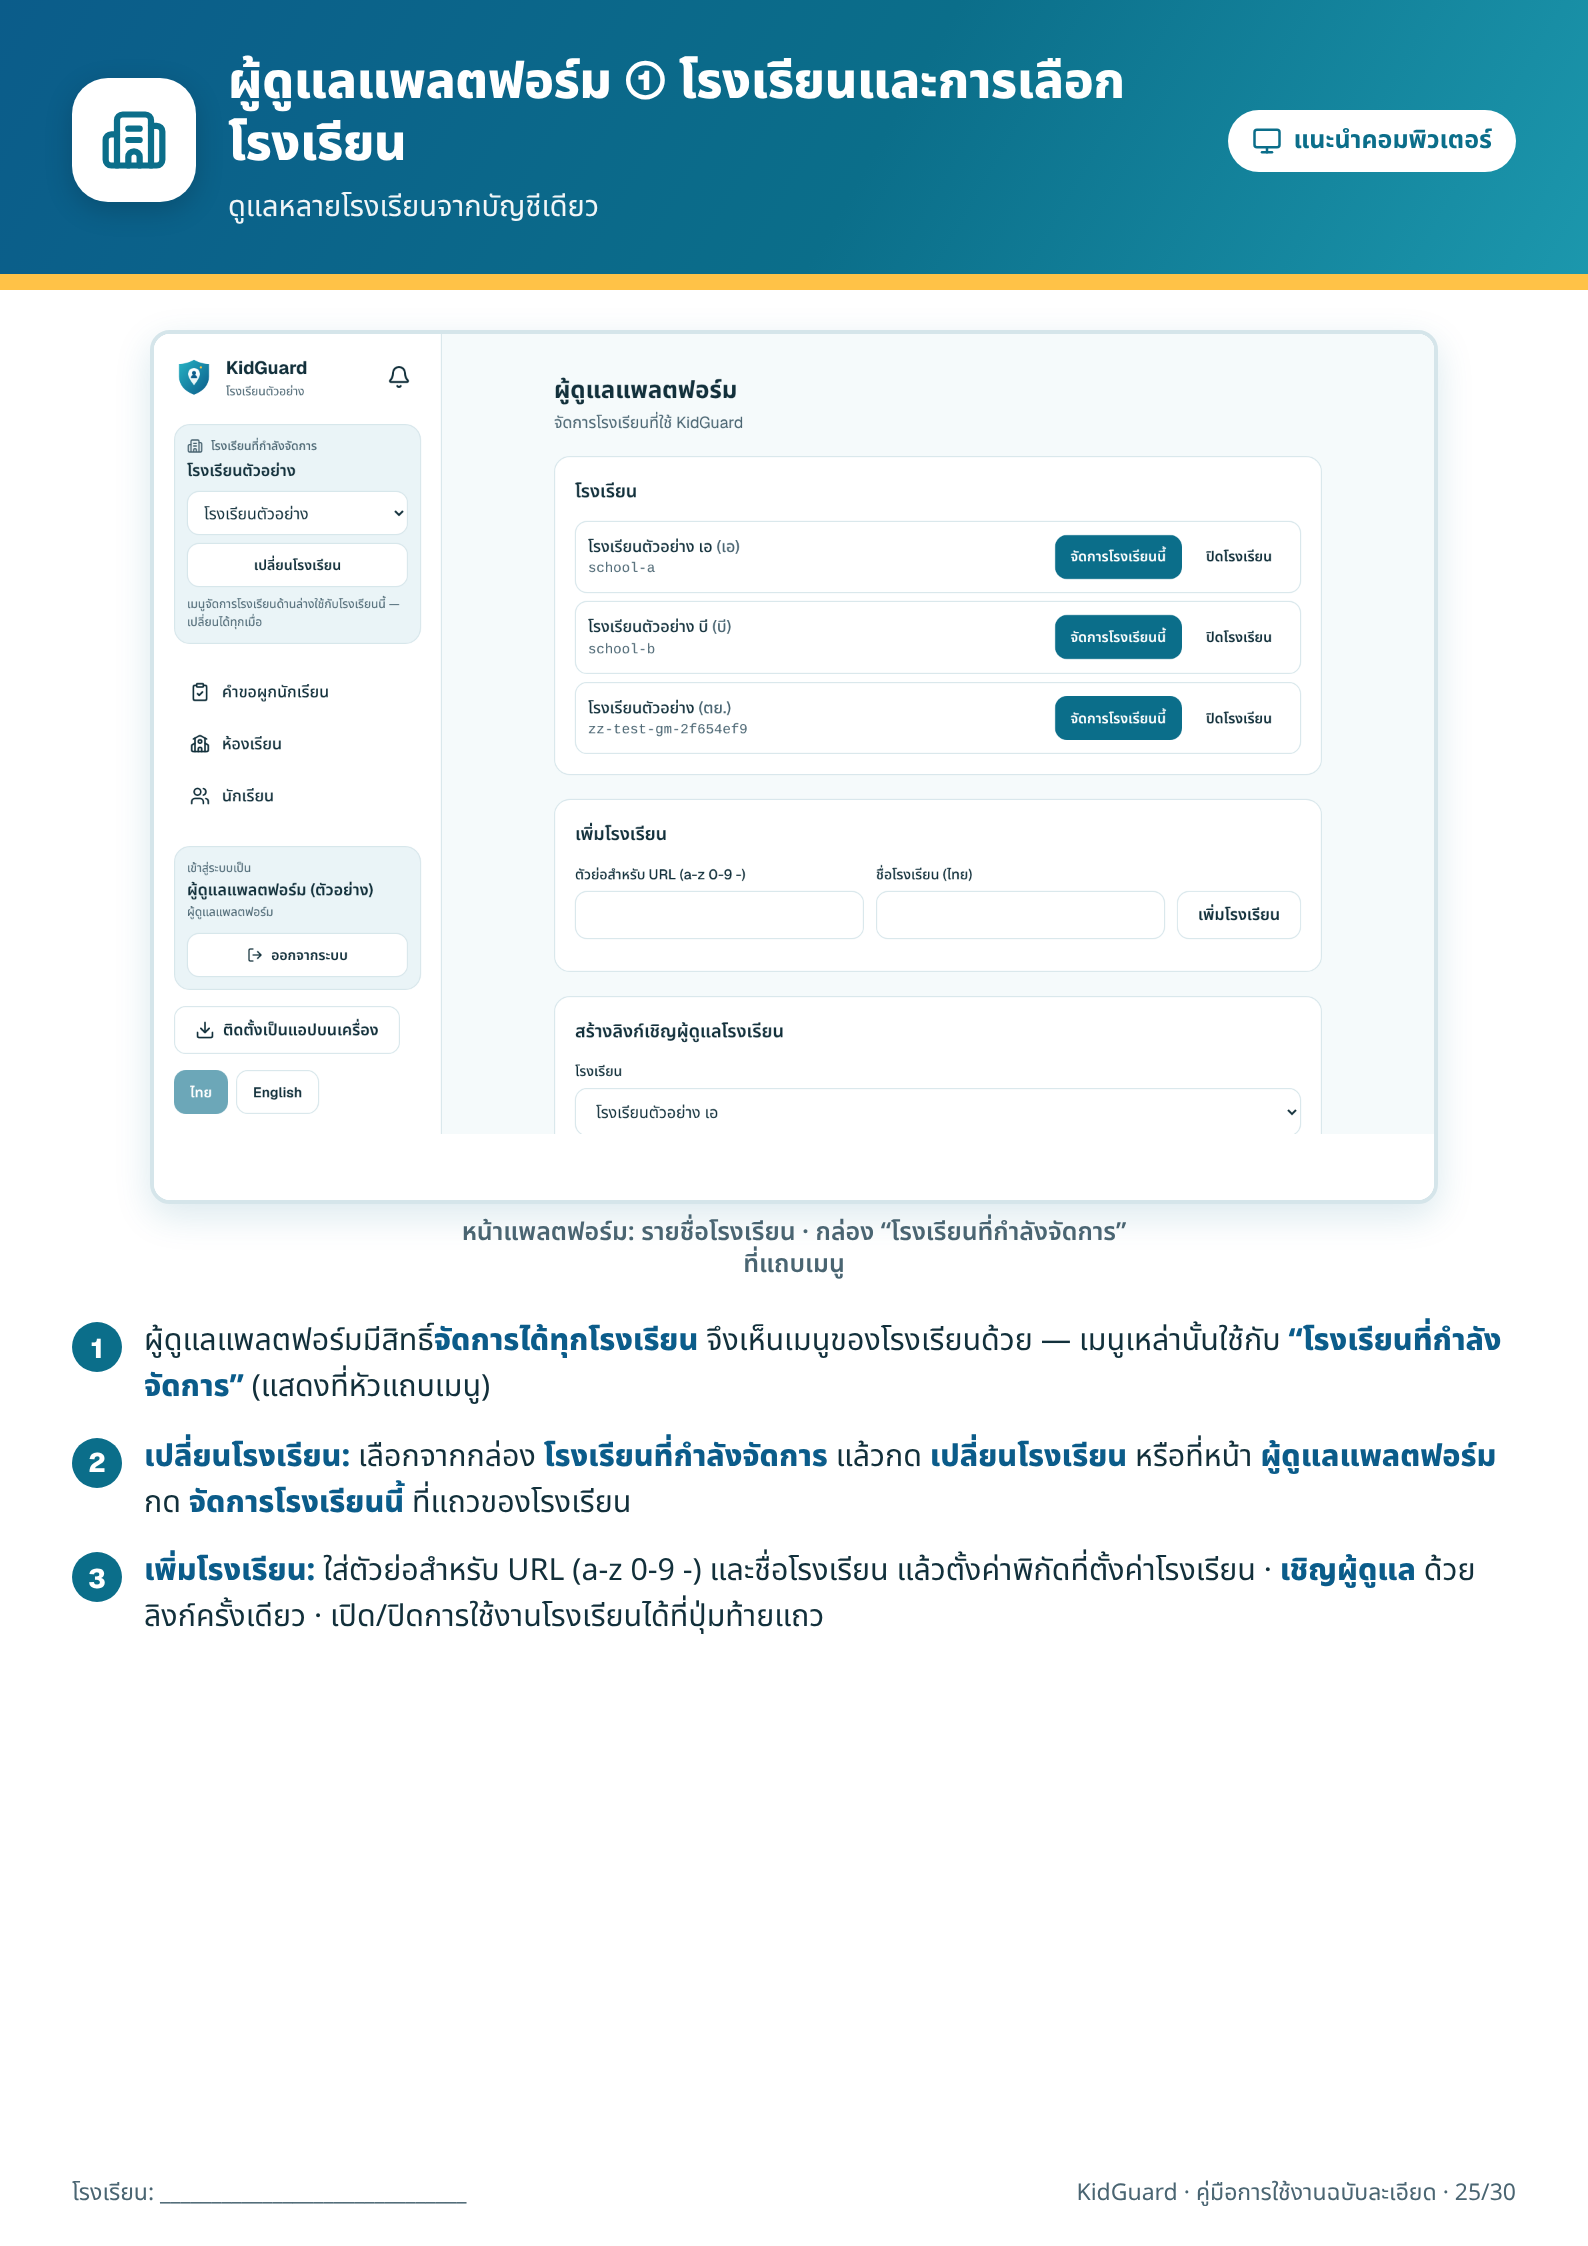 ผู้ดูแลแพลตฟอร์ม ① โรงเรียนและการเลือก
โรงเรียน
ดูแลหลายโรงเรียนจากบัญชีเดียว
แนะนำคอมพิวเตอร์
KidGuard
โรงเรียนตัวอย่าง
โรงเรียนที่กำลังจัดการ
โรงเรียนตัวอย่าง
โรงเรียนตัวอย่าง
เปลี่ยนโรงเรียน
เมนูจัดการโรงเรียนด้านล่างใช้กับโรงเรียนนี้ —
เปลี่ยนได้ทุกเมื่อ
คำขอผูกนักเรียน
ห้องเรียน
นักเรียน
เข้าสู่ระบบเป็น
ผู้ดูแลแพลตฟอร์ม (ตัวอย่าง)
ผู้ดูแลแพลตฟอร์ม
ออกจากระบบ
ติดตั้งเป็นแอปบนเครื่อง
ไทย English
ผู้ดูแลแพลตฟอร์ม
จัดการโรงเรียนที่ใช้ KidGuard
โรงเรียน
โรงเรียนตัวอย่าง เอ (เอ)
school-a
จัดการโรงเรียนนี้ ปิดโรงเรียน
โรงเรียนตัวอย่าง บี (บี)
school-b
จัดการโรงเรียนนี้ ปิดโรงเรียน
โรงเรียนตัวอย่าง (ตย.)
zz-test-gm-2f654ef9
จัดการโรงเรียนนี้ ปิดโรงเรียน
เพิ่มโรงเรียน
ตัวย่อสำหรับ URL (a-z 0-9 -) ชื่อโรงเรียน (ไทย)
เพิ่มโรงเรียน
สร้างลิงก์เชิญผู้ดูแลโรงเรียน
โรงเรียน
โรงเรียนตัวอย่าง เอ
หน้าแพลตฟอร์ม: รายชื่อโรงเรียน · กล่อง “โรงเรียนที่กำลังจัดการ”
ที่แถบเมนู
1 ผู้ดูแลแพลตฟอร์มมีสิทธิ์จัดการได้ทุกโรงเรียน จึงเห็นเมนูของโรงเรียนด้วย — เมนูเหล่านั้นใช้กับ “โรงเรียนที่กำลัง
จัดการ” (แสดงที่หัวแถบเมนู)
2 เปลี่ยนโรงเรียน: เลือกจากกล่อง โรงเรียนที่กำลังจัดการ แล้วกด เปลี่ยนโรงเรียน หรือที่หน้า ผู้ดูแลแพลตฟอร์ม
กด จัดการโรงเรียนนี้ ที่แถวของโรงเรียน
3 เพิ่มโรงเรียน: ใส่ตัวย่อสำหรับ URL (a-z 0-9 -) และชื่อโรงเรียน แล้วตั้งค่าพิกัดที่ตั้งค่าโรงเรียน · เชิญผู้ดูแล ด้วย
ลิงก์ครั้งเดียว · เปิด/ปิดการใช้งานโรงเรียนได้ที่ปุ่มท้ายแถว
โรงเรียน: __________________________
KidGuard · คู่มือการใช้งานฉบับละเอียด · 25/30